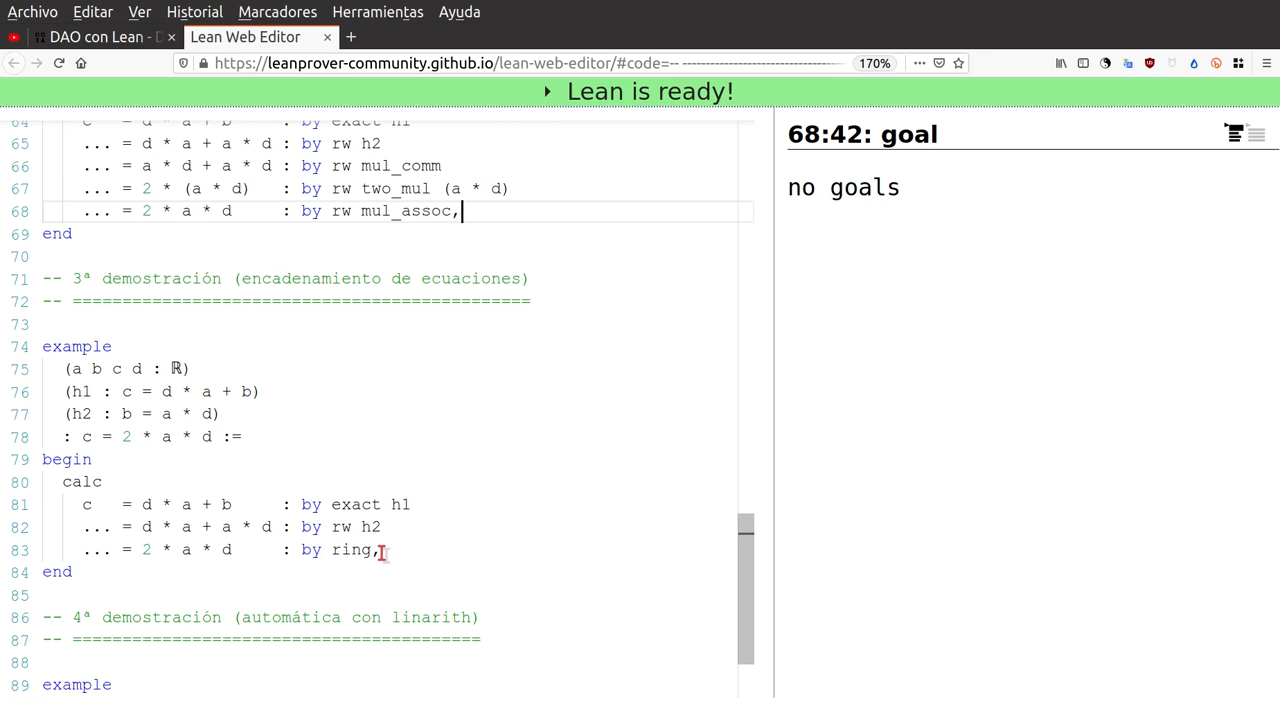 Archivo Editar Ver Historial Marcadores Herramientas Ayuda
DAO con Lean - D × Lean Web Editor × +
https://leanprover-community.github.io/lean-web-editor/#code=-- 170%
Lean is ready!
64 c = d * a + b : by exact h1
65 ... = d * a + a * d : by rw h2
66 ... = a * d + a * d : by rw mul_comm
67 ... = 2 * (a * d) : by rw two_mul (a * d)
68 ... = 2 * a * d : by rw mul_assoc,
69 end
70
71 -- 3ª demostración (encadenamiento de ecuaciones)
72 -- ==============================================
73
74 example
75 (a b c d : ℝ)
76 (h1 : c = d * a + b)
77 (h2 : b = a * d)
78 : c = 2 * a * d :=
79 begin
80 calc
81 c = d * a + b : by exact h1
82 ... = d * a + a * d : by rw h2
83 ... = 2 * a * d : by ring,
84 end
85
86 -- 4ª demostración (automática con linarith)
87 -- =========================================
88
89 example
68:42: goal
no goals